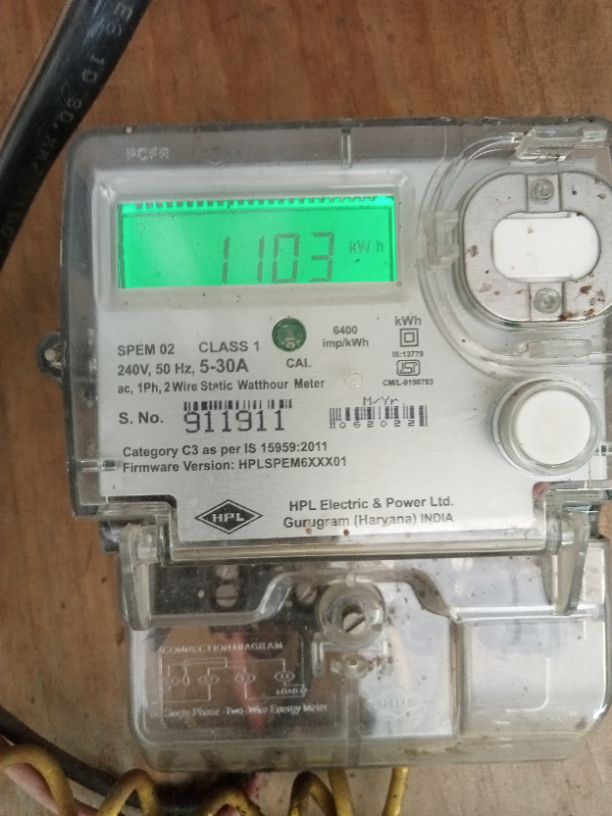 1103 kWh
SPEM 02 CLASS 1
240V, 50 Hz, 5-30A
CAL
6400
imp/kWh
kWh
IS:13779
CM/L-9190783
ac, 1Ph, 2 Wire Static Watthour Meter
M/Yr.
S. No. 911911
062022
Category C3 as per IS 15959:2011
Firmware Version: HPLSPEM6XXX01
HPL
HPL Electric & Power Ltd.
Gurugram (Haryana) INDIA
CONNECTION DIAGRAM
LOAD
Single Phase -Two-Wire Energy Meter
HPL